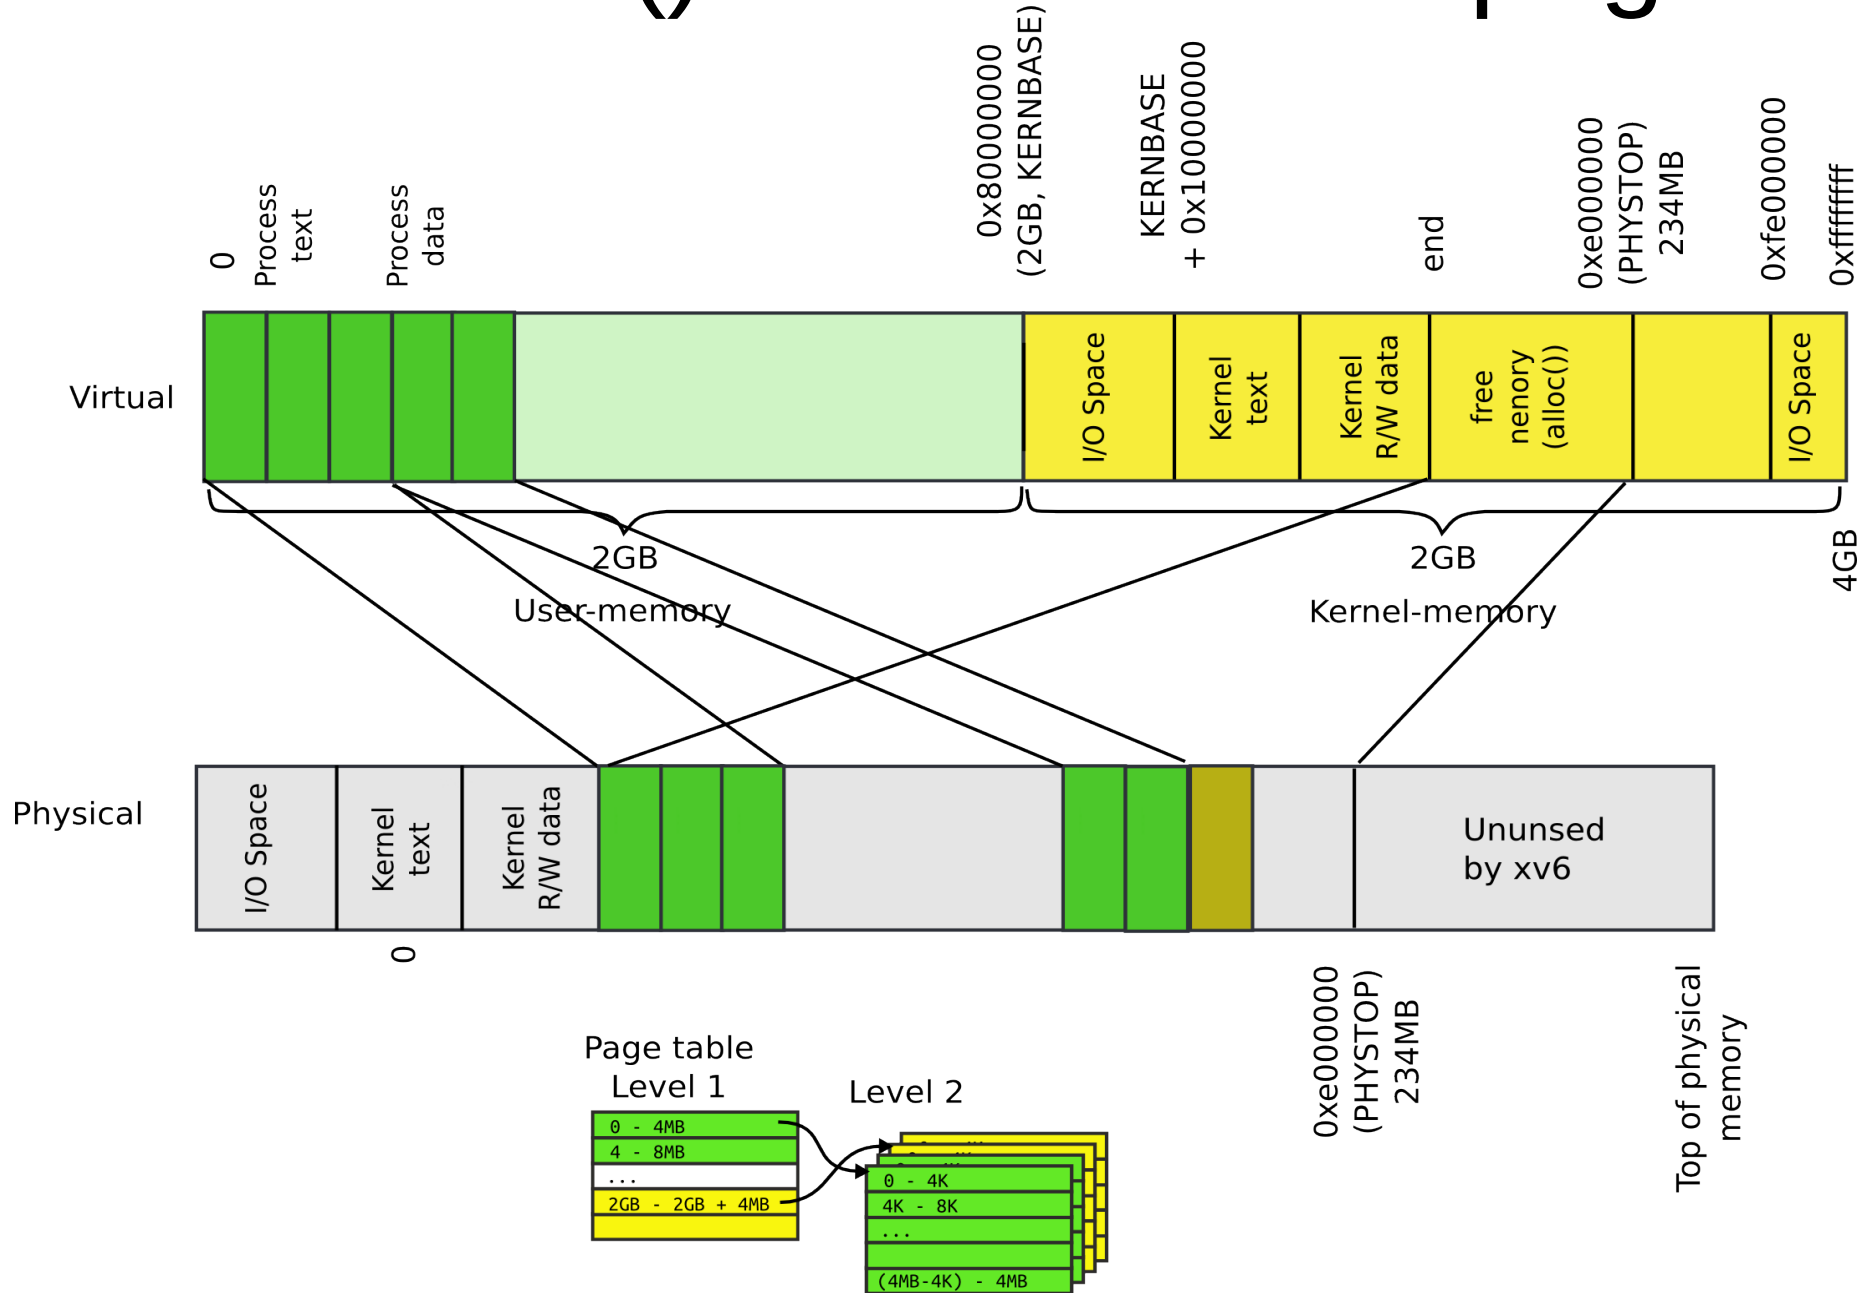 0
Process
text
Process
data
0x80000000
(2GB, KERNBASE)
KERNBASE
+ 0x10000000
end
0xe000000
(PHYSTOP)
234MB
0xfe000000
0xffffffff
Virtual
I/O Space
Kernel
text
Kernel
R/W data
free
nenory
(alloc())
I/O Space
2GB
User-memory
2GB
Kernel-memory
4GB
Physical
I/O Space
Kernel
text
Kernel
R/W data
Ununsed
by xv6
0
0xe000000
(PHYSTOP)
234MB
Top of physical
memory
Page table
Level 1
0 - 4MB
4 - 8MB
...
2GB - 2GB + 4MB
Level 2
0 - 4K
4K - 8K
...
(4MB-4K) - 4MB